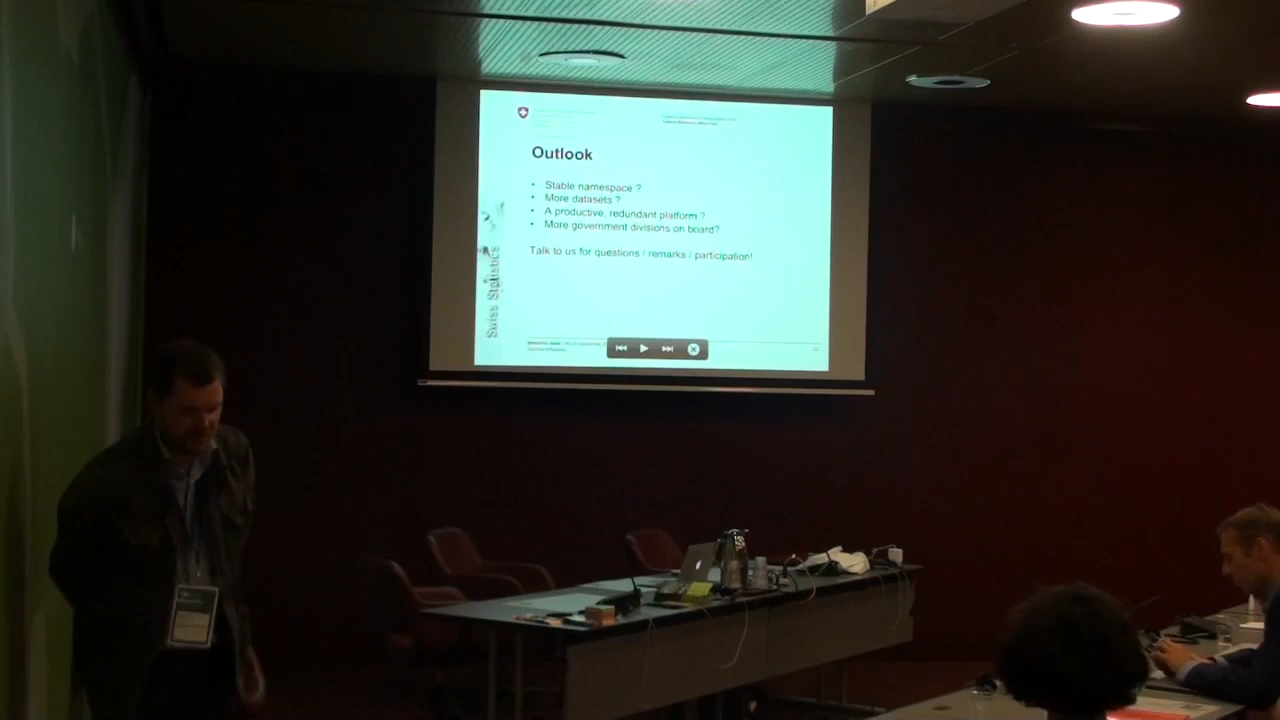 Outlook
• Stable namespace ?
• More datasets ?
• A productive, redundant platform ?
• More government divisions on board?
Talk to us for questions / remarks / participation!
Swiss Statistics